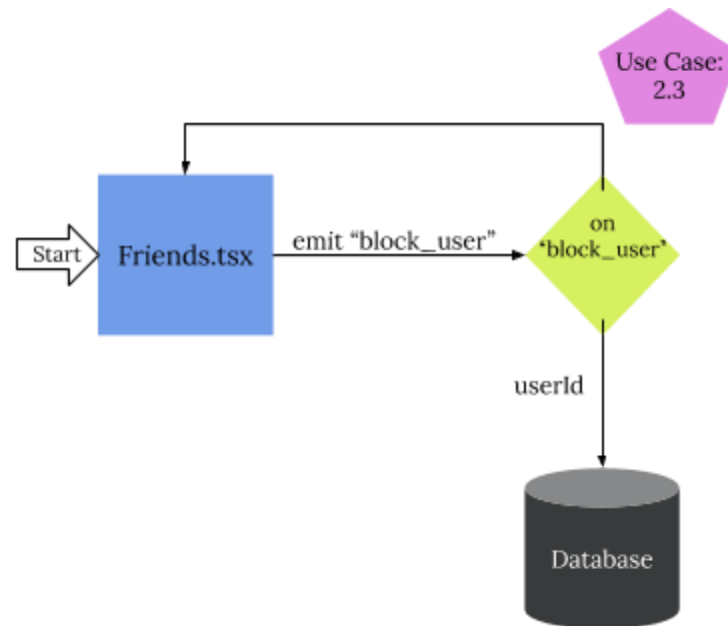 Use Case:
2.3
Start
Friends.tsx
emit “block_user”
on
“block_user”
userId
Database